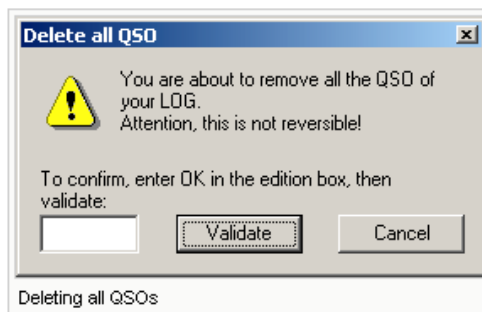 Delete all QSO
You are about to remove all the QSO of
your LOG.
Attention, this is not reversible!
To confirm, enter OK in the edition box, then
validate:
Validate
Cancel
Deleting all QSOs